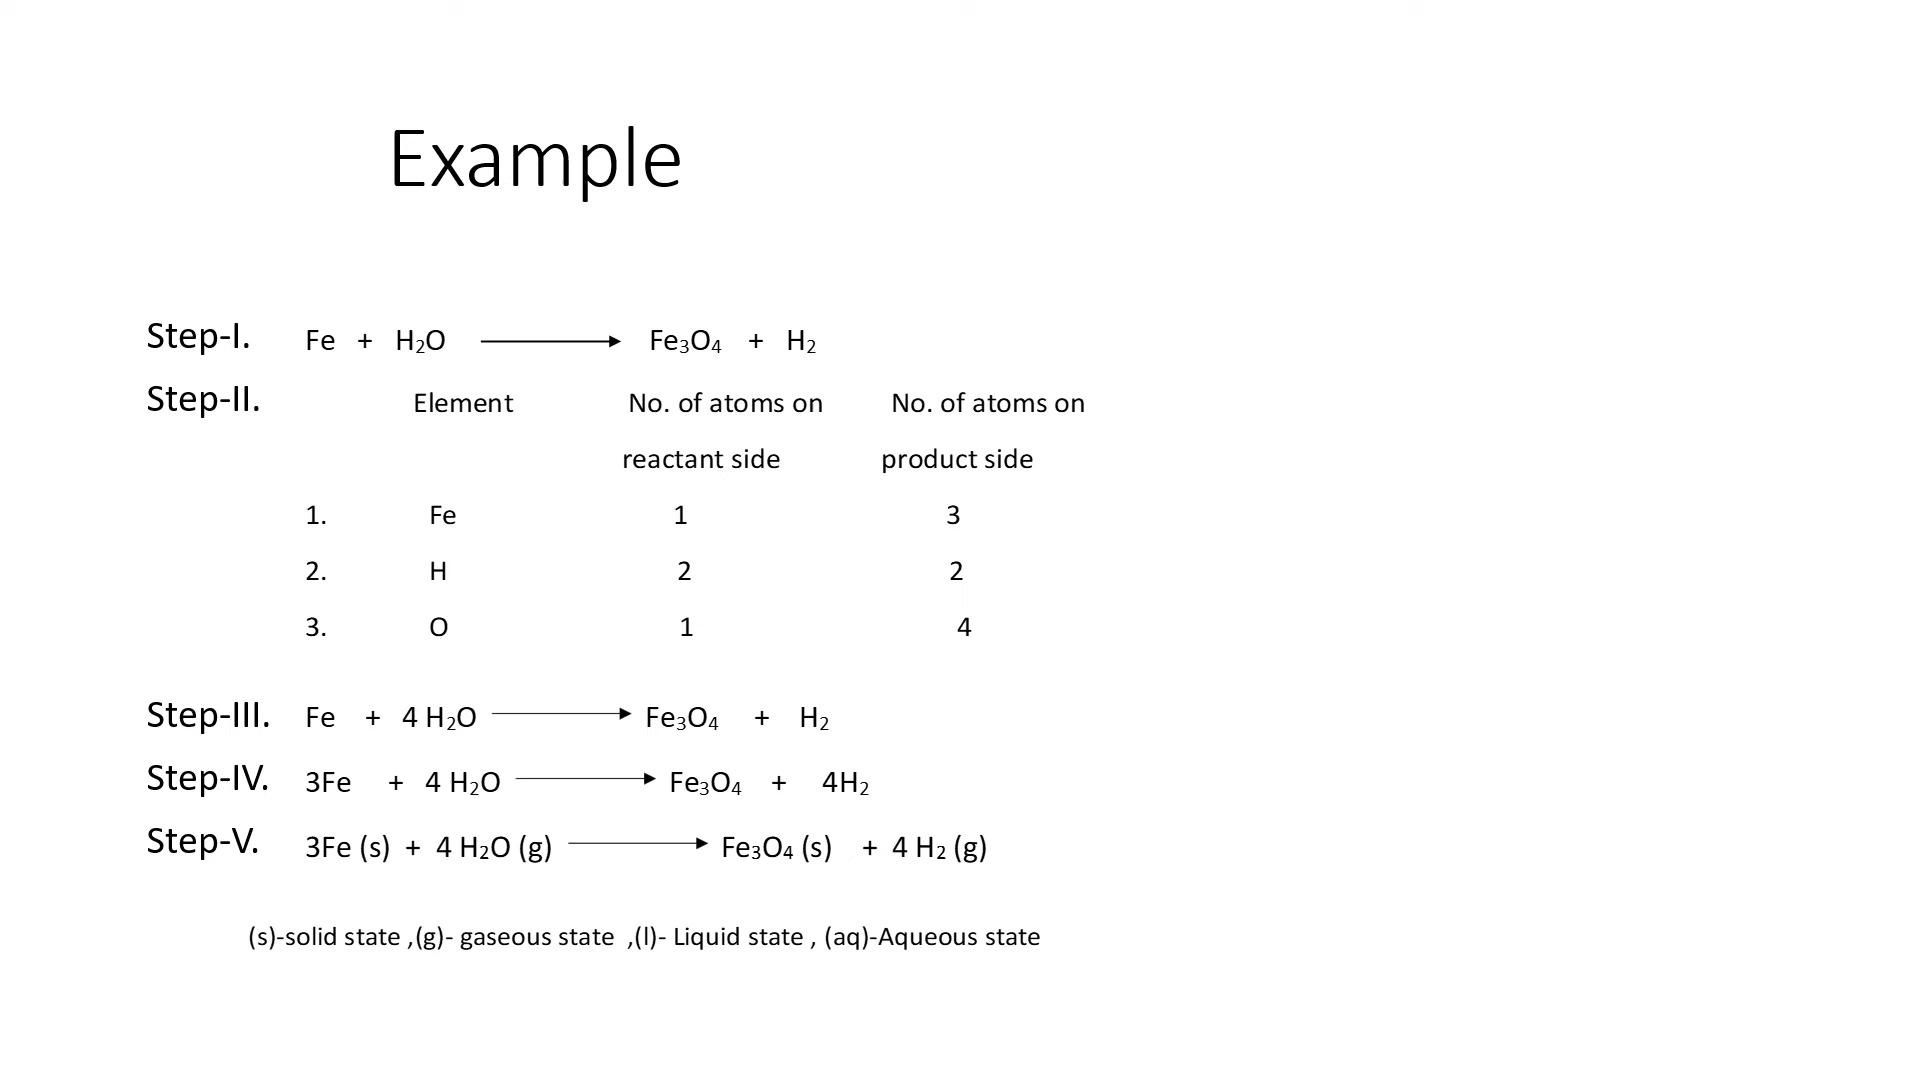 Example
Step-I. Fe + H₂O ⟶ Fe₃O₄ + H₂
Step-II. Element No. of atoms on No. of atoms on
reactant side product side
1. Fe 1 3
2. H 2 2
3. O 1 4
Step-III. Fe + 4 H₂O ⟶ Fe₃O₄ + H₂
Step-IV. 3Fe + 4 H₂O ⟶ Fe₃O₄ + 4H₂
Step-V. 3Fe (s) + 4 H₂O (g) ⟶ Fe₃O₄ (s) + 4 H₂ (g)
(s)-solid state ,(g)- gaseous state ,(l)- Liquid state , (aq)-Aqueous state